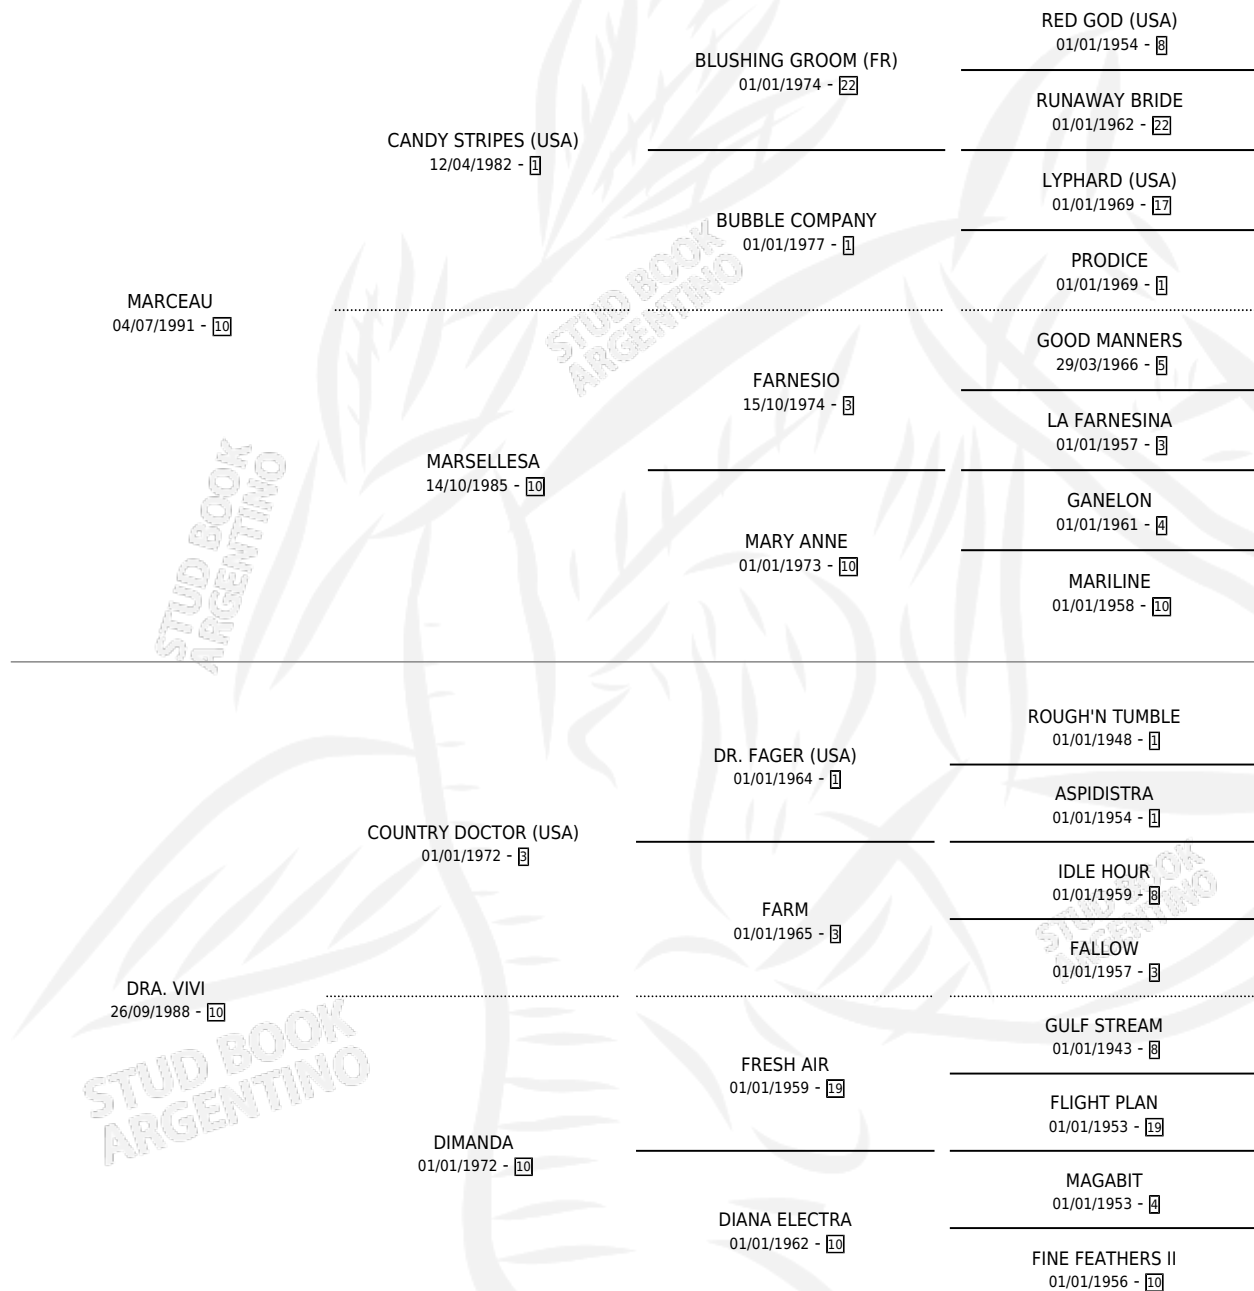 RED GOD (USA)
01/01/1954 - 8
BLUSHING GROOM (FR)
01/01/1974 - 22
RUNAWAY BRIDE
01/01/1962 - 22
CANDY STRIPES (USA)
12/04/1982 - 1
LYPHARD (USA)
01/01/1969 - 17
BUBBLE COMPANY
01/01/1977 - 1
PRODICE
01/01/1969 - 1
MARCEAU
04/07/1991 - 10
GOOD MANNERS
29/03/1966 - 5
FARNESIO
15/10/1974 - 3
LA FARNESINA
01/01/1957 - 3
MARSELLESA
14/10/1985 - 10
GANELON
01/01/1961 - 4
MARY ANNE
01/01/1973 - 10
MARILINE
01/01/1958 - 10
STUD BOOK
ARGENTINO
STUD BOOK
ARGENTINO
ROUGH'N TUMBLE
01/01/1948 - 1
DR. FAGER (USA)
01/01/1964 - 1
ASPIDISTRA
01/01/1954 - 1
COUNTRY DOCTOR (USA)
01/01/1972 - 3
IDLE HOUR
01/01/1959 - 8
FARM
01/01/1965 - 3
FALLOW
01/01/1957 - 3
DRA. VIVI
26/09/1988 - 10
GULF STREAM
01/01/1943 - 8
FRESH AIR
01/01/1959 - 19
FLIGHT PLAN
01/01/1953 - 19
DIMANDA
01/01/1972 - 10
MAGABIT
01/01/1953 - 4
DIANA ELECTRA
01/01/1962 - 10
FINE FEATHERS II
01/01/1956 - 10
STUD BOOK
ARGENTINO
STUD BOOK
ARGENTINO